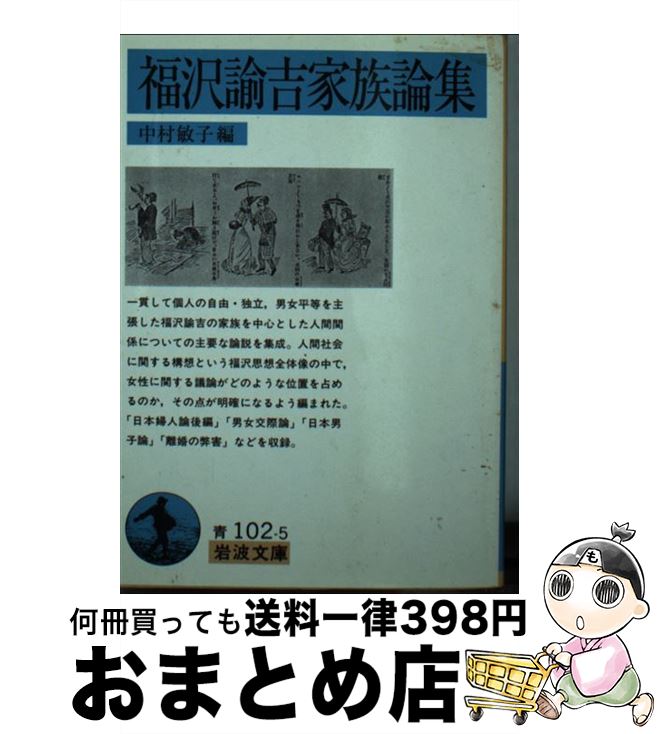 福沢諭吉家族論集
中村敏子編
一貫して個人の自由・独立，男女平等を主
張した福沢諭吉の家族を中心とした人間関
係についての主要な論説を集成。人間社会
に関する構想という福沢思想全体像の中で，
女性に関する議論がどのような位置を占め
るのか，その点が明確になるよう編まれた。
「日本婦人論後編」「男女交際論」「日本男
子論」「離婚の弊害」などを収録。
青 102-5
岩波文庫
も
何冊買っても送料一律398円
おまとめ店